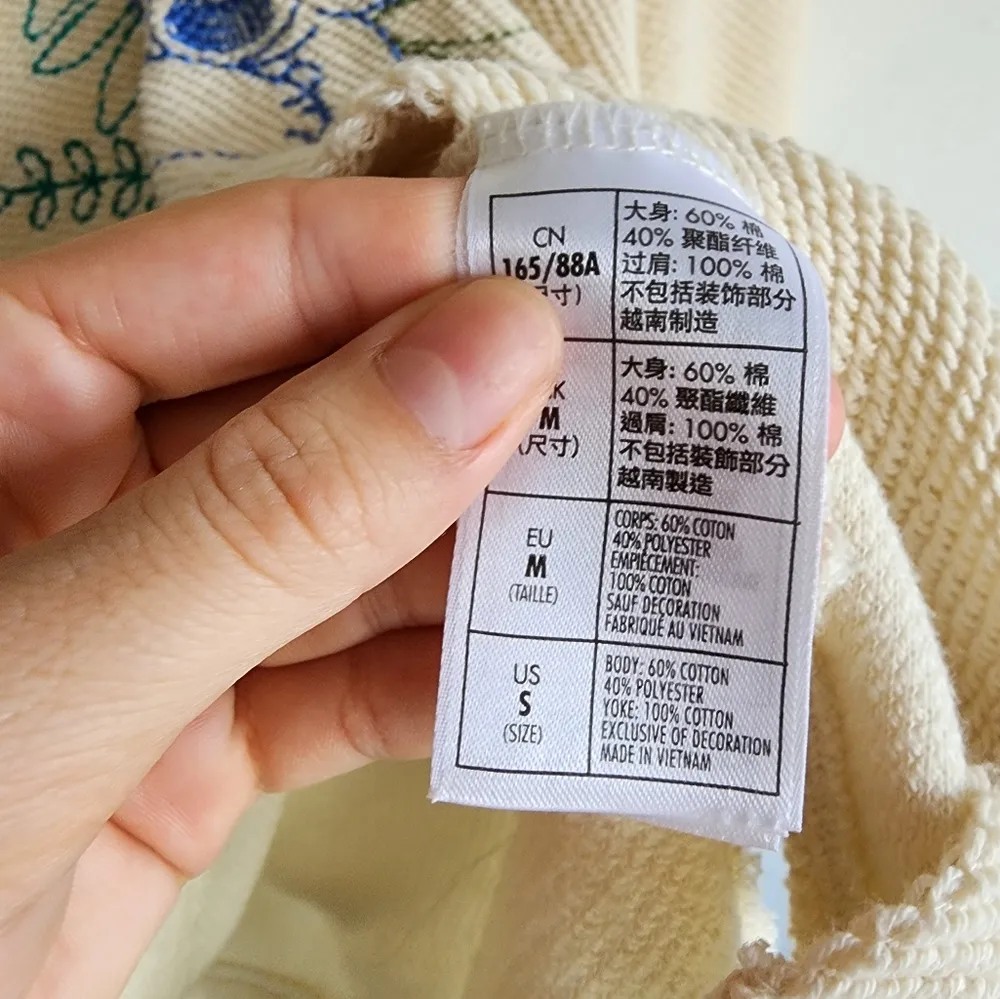 CN
165/88A
寸)
大身: 60% 棉
40% 聚酯纤维
过肩: 100% 棉
不包括装饰部分
越南制造
K
M
(尺寸)
大身: 60% 棉
40% 聚酯纖維
過肩: 100% 棉
不包括裝飾部分
越南製造
EU
M
(TAILLE)
CORPS: 60% COTON
40% POLYESTER
EMPIÈCEMENT:
100% COTON
SAUF DECORATION
FABRIQUÉ AU VIETNAM
US
S
(SIZE)
BODY: 60% COTTON
40% POLYESTER
YOKE: 100% COTTON
EXCLUSIVE OF DECORATION
MADE IN VIETNAM